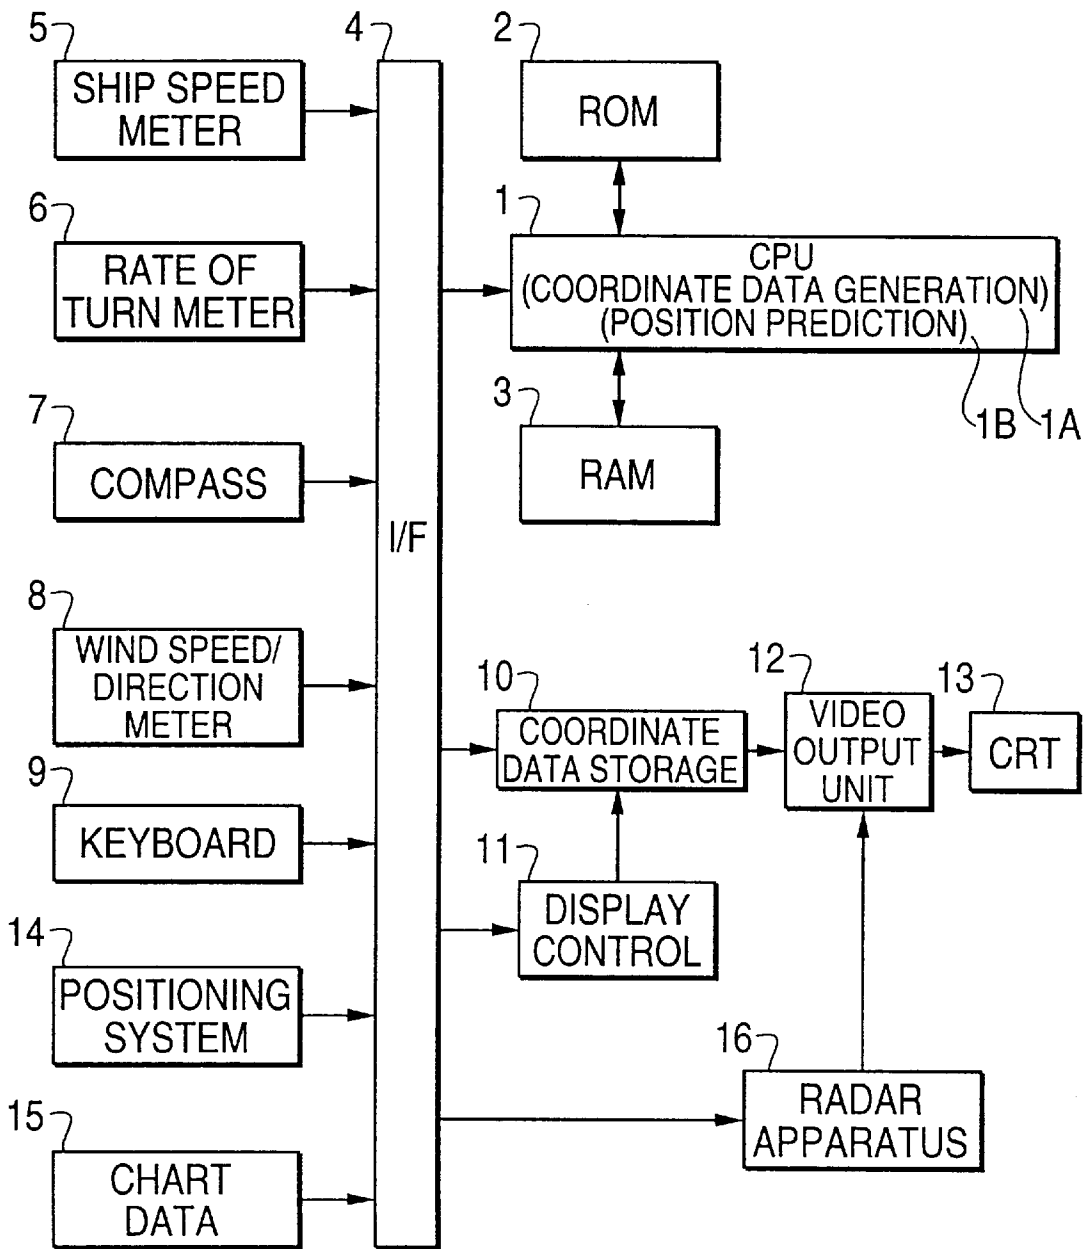 5
SHIP SPEED
METER
6
RATE OF
TURN METER
7
COMPASS
8
WIND SPEED/
DIRECTION
METER
9
KEYBOARD
14
POSITIONING
SYSTEM
15
CHART
DATA
4
I/F
2
ROM
1
CPU
(COORDINATE DATA GENERATION)
(POSITION PREDICTION)
1B
1A
3
RAM
10
COORDINATE
DATA STORAGE
11
DISPLAY
CONTROL
12
VIDEO
OUTPUT
UNIT
13
CRT
16
RADAR
APPARATUS